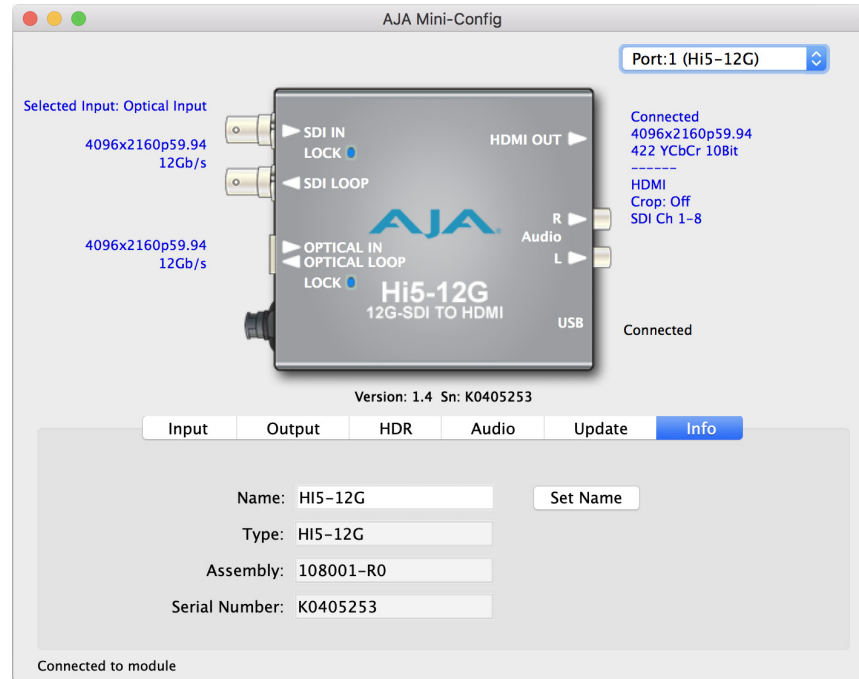 AJA Mini-Config
Port:1 (Hi5-12G)
Selected Input: Optical Input
4096x2160p59.94
12Gb/s
4096x2160p59.94
12Gb/s
SDI IN
LOCK
SDI LOOP
HDMI OUT
AJA
R
Audio
L
OPTICAL IN
OPTICAL LOOP
LOCK
Hi5-12G
12G-SDI TO HDMI
USB
Connected
4096x2160p59.94
422 YCbCr 10Bit
------
HDMI
Crop: Off
SDI Ch 1-8
Connected
Version: 1.4 Sn: K0405253
Input Output HDR Audio Update Info
Name: HI5-12G Set Name
Type: HI5-12G
Assembly: 108001-R0
Serial Number: K0405253
Connected to module